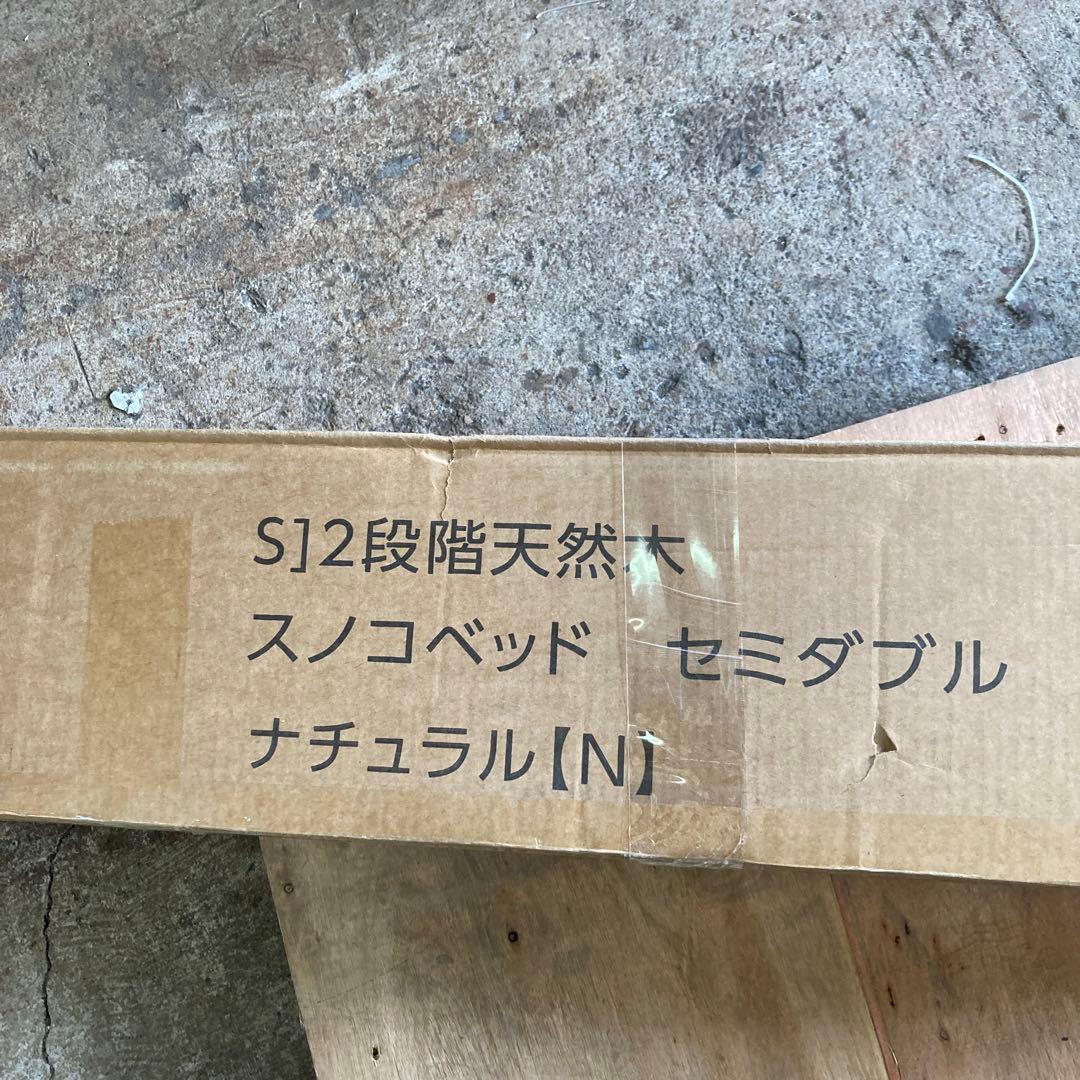 S]2段階天然木
スノコベッド　セミダブル
ナチュラル【N】